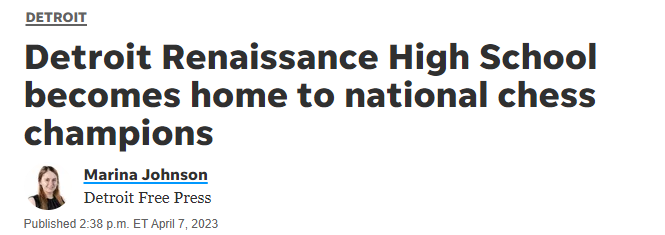 DETROIT
Detroit Renaissance High School
becomes home to national chess
champions
Marina Johnson
Detroit Free Press
Published 2:38 p.m. ET April 7, 2023